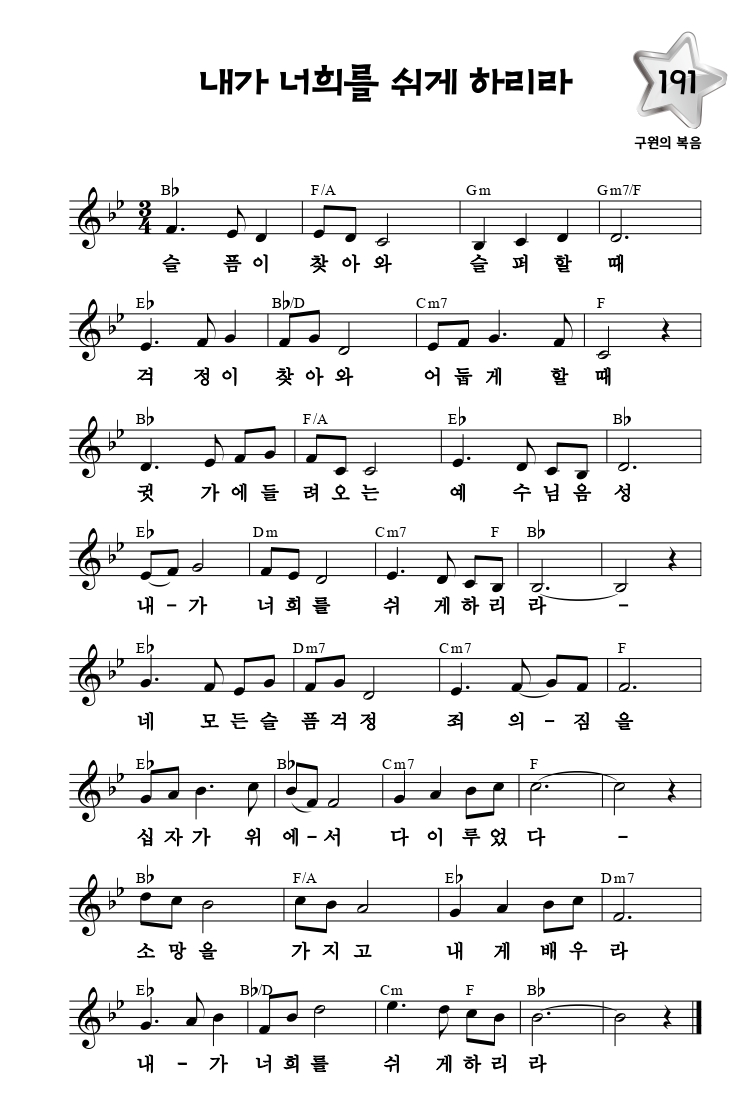 내가 너희를 쉬게 하리라
191
구원의 복음
B♭ F/A Gm Gm7/F
3
4
슬 픔이 찾아와 슬퍼할 때
E♭ B♭/D Cm7 F
걱 정이 찾아와 어둡게 할 때
B♭ F/A E♭ B♭
귓 가에들 려오는 예 수님음 성
E♭ Dm Cm7 F B♭
내-가 너희를 쉬 게하리 라 -
E♭ Dm7 Cm7 F
네 모든슬 픔걱정 죄 의-짐 을
E♭ B♭ Cm7 F
십자가 위 에-서 다이루었 다 -
B♭ F/A E♭ Dm7
소망을 가지고 내게배우 라
E♭ B♭/D Cm F B♭
내-가 너희를 쉬 게하리 라